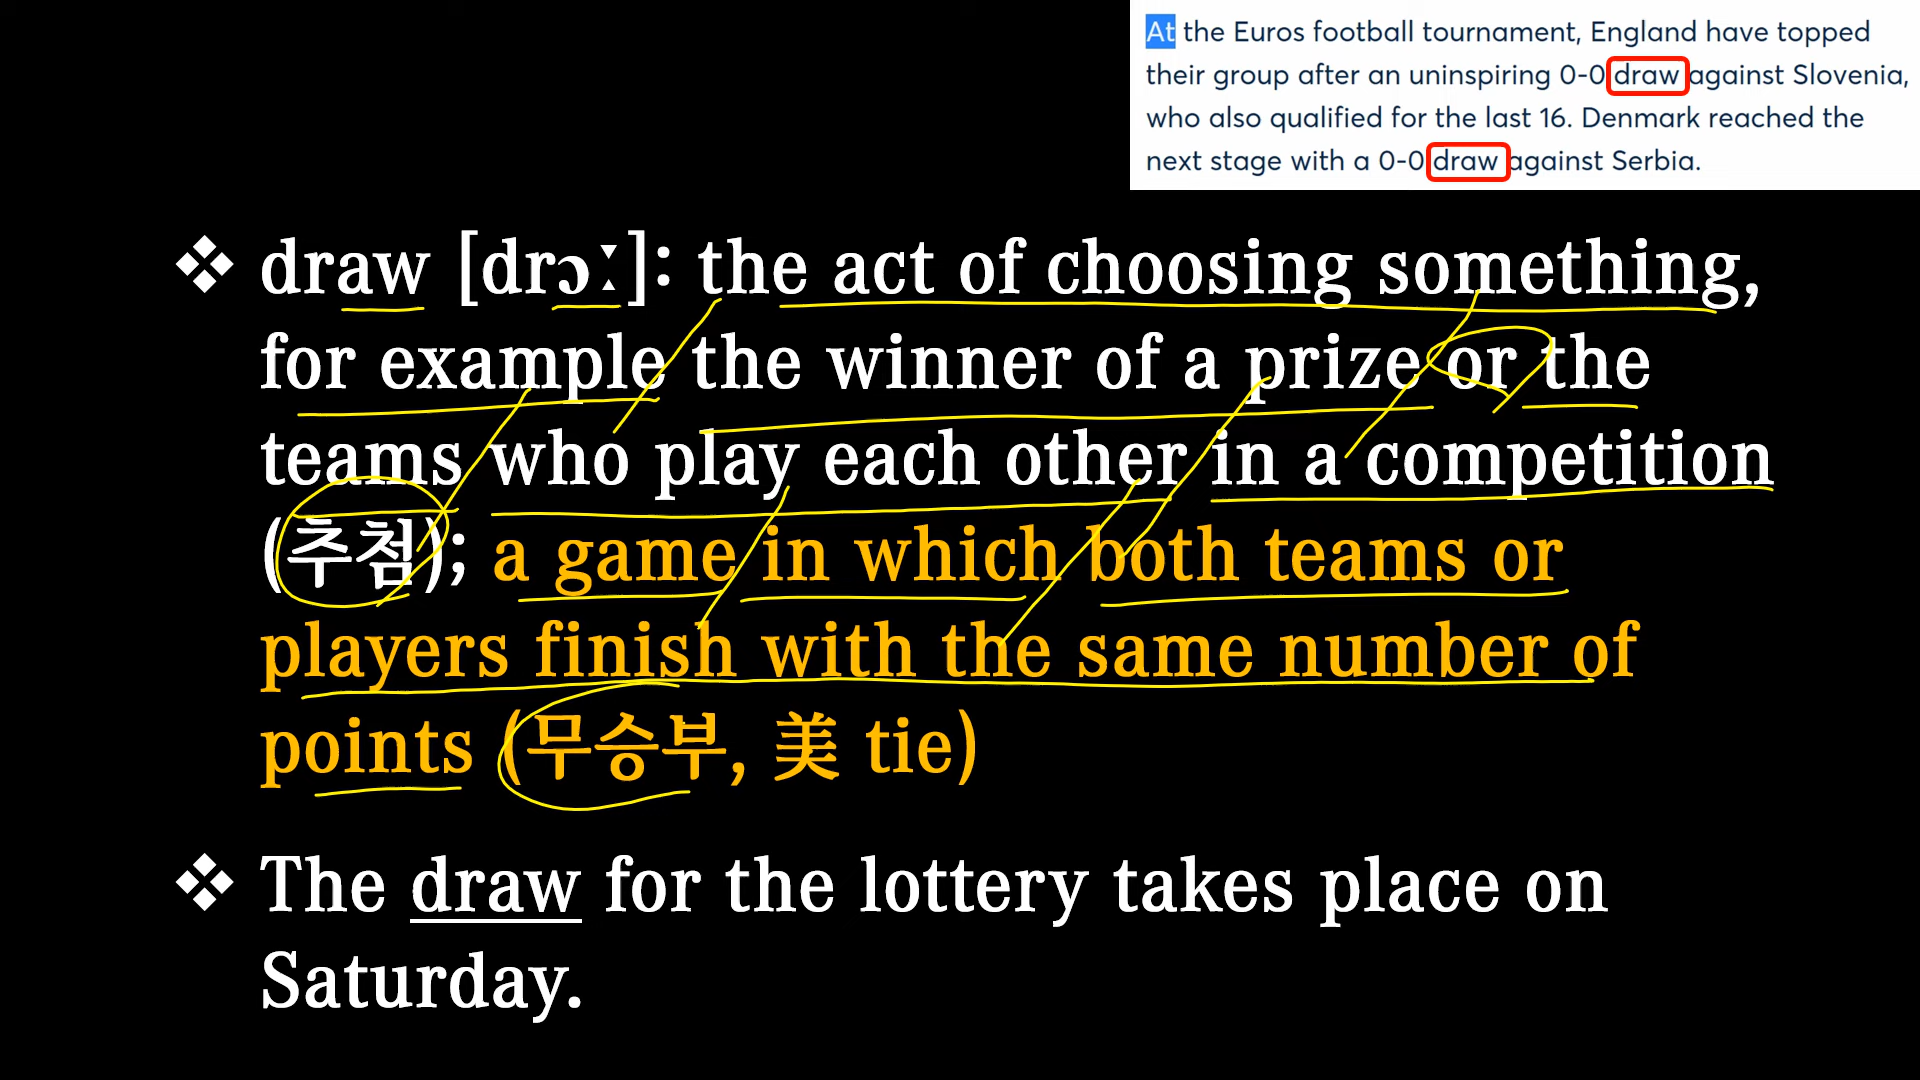 At the Euros football tournament, England have topped
their group after an uninspiring 0-0 draw against Slovenia,
who also qualified for the last 16. Denmark reached the
next stage with a 0-0 draw against Serbia.
❖ draw [drɔː]: the act of choosing something,
for example the winner of a prize or the
teams who play each other in a competition
(추첨); a game in which both teams or
players finish with the same number of
points (무승부, 美 tie)
❖ The draw for the lottery takes place on
Saturday.